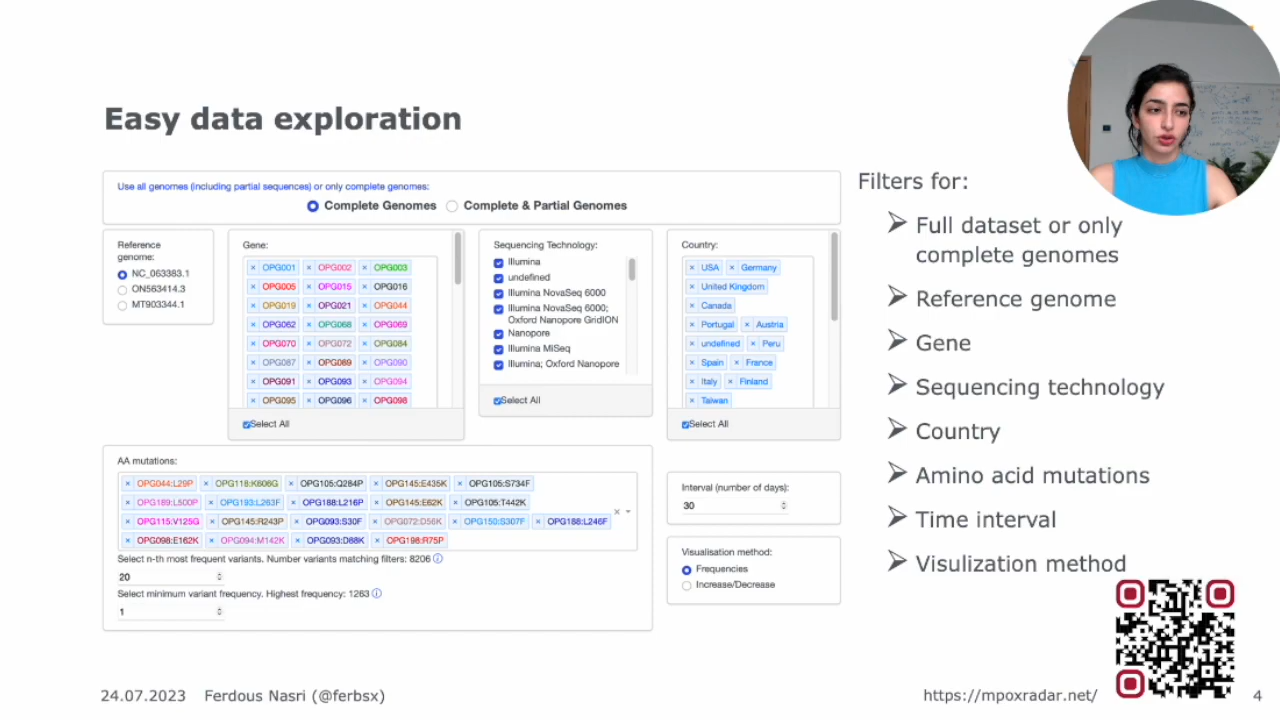 Easy data exploration
Use all genomes (including partial sequences) or only complete genomes:
Complete Genomes Complete & Partial Genomes
Reference
genome:
NC_063383.1
ON563414.3
MT903344.1
Gene:
× OPG001 × OPG002 × OPG003
× OPG005 × OPG015 × OPG016
× OPG019 × OPG021 × OPG044
× OPG062 × OPG068 × OPG069
× OPG070 × OPG072 × OPG084
× OPG087 × OPG089 × OPG090
× OPG091 × OPG093 × OPG094
× OPG095 × OPG096 × OPG098
Select All
Sequencing Technology:
Illumina
undefined
Illumina NovaSeq 6000
Illumina NovaSeq 6000;
Oxford Nanopore GridION
Nanopore
Illumina MiSeq
Illumina; Oxford Nanopore
Select All
Country:
× USA × Germany
× United Kingdom
× Canada
× Portugal × Austria
× undefined × Peru
× Spain × France
× Italy × Finland
× Taiwan
Select All
AA mutations:
× OPG044:L29P × OPG118:K606G × OPG105:Q284P × OPG145:E435K × OPG105:S734F
× OPG189:L500P × OPG193:L263F × OPG188:L216P × OPG145:E62K × OPG105:T442K
× OPG115:V125G × OPG145:R243P × OPG093:S30F × OPG072:D56K × OPG150:S307F × OPG188:L246F
× OPG098:E162K × OPG094:M142K × OPG093:D88K × OPG198:R75P
Select n-th most frequent variants. Number variants matching filters: 8206
20
Select minimum variant frequency. Highest frequency: 1263
1
Interval (number of days):
30
Visualisation method:
Frequencies
Increase/Decrease
Filters for:
Full dataset or only
complete genomes
Reference genome
Gene
Sequencing technology
Country
Amino acid mutations
Time interval
Visulization method
24.07.2023 Ferdous Nasri (@ferbsx) https://mpoxradar.net/ 4